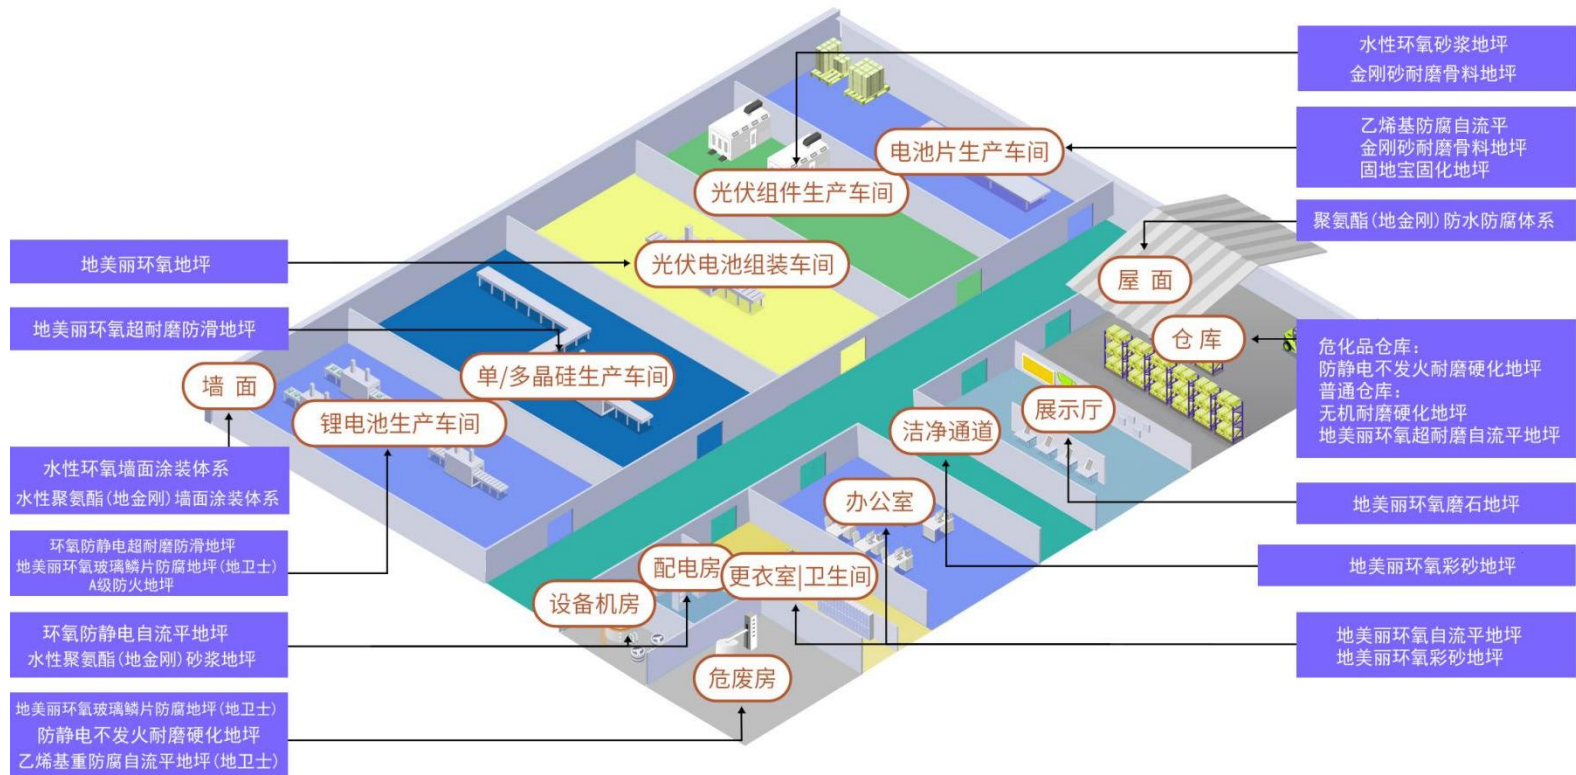 水性环氧砂浆地坪
金刚砂耐磨骨料地坪
电池片生产车间
乙烯基防腐自流平
金刚砂耐磨骨料地坪
固地宝固化地坪
光伏组件生产车间
聚氨酯(地金刚)防水防腐体系
地美丽环氧地坪
光伏电池组装车间
屋 面
地美丽环氧超耐磨防滑地坪
仓 库
危化品仓库：
防静电不发火耐磨硬化地坪
普通仓库：
无机耐磨硬化地坪
地美丽环氧超耐磨自流平地坪
墙 面
单/多晶硅生产车间
锂电池生产车间
洁净通道
展示厅
水性环氧墙面涂装体系
水性聚氨酯(地金刚)墙面涂装体系
办公室
地美丽环氧磨石地坪
环氧防静电超耐磨防滑地坪
地美丽环氧玻璃鳞片防腐地坪(地卫士)
A级防火地坪
配电房
更衣室|卫生间
地美丽环氧彩砂地坪
设备机房
环氧防静电自流平地坪
水性聚氨酯(地金刚)砂浆地坪
地美丽环氧自流平地坪
地美丽环氧彩砂地坪
危废房
地美丽环氧玻璃鳞片防腐地坪(地卫士)
防静电不发火耐磨硬化地坪
乙烯基重防腐自流平地坪(地卫士)